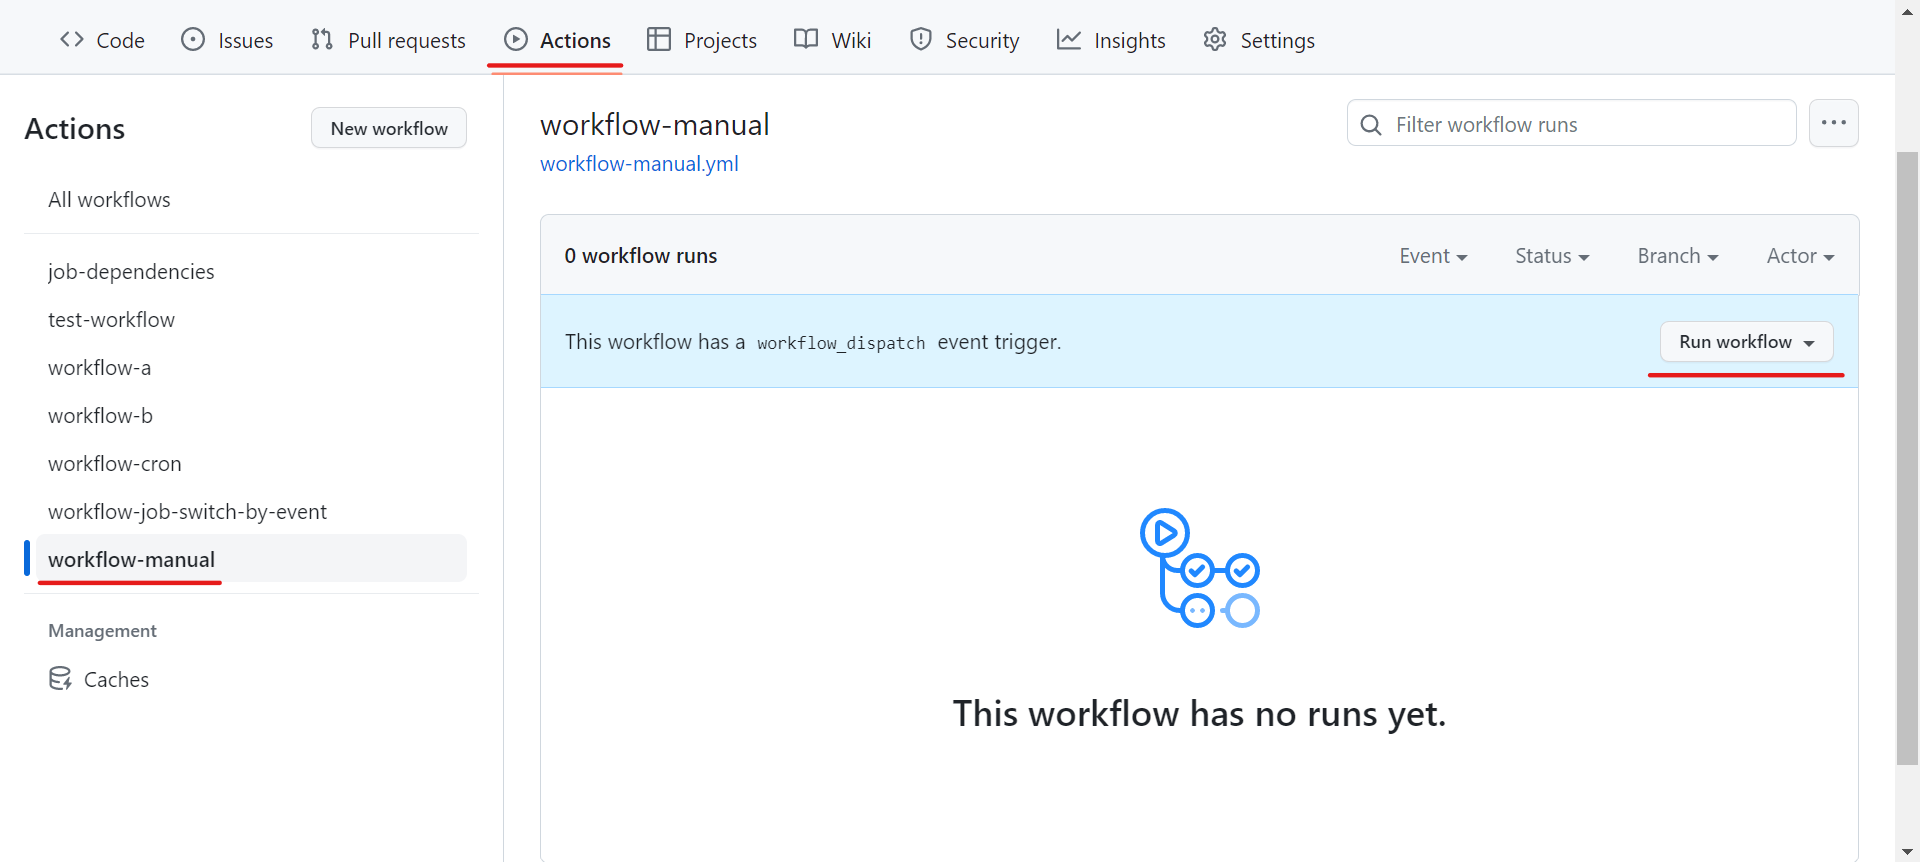 Code Issues Pull requests Actions Projects Wiki Security Insights Settings
Actions
New workflow
All workflows
job-dependencies
test-workflow
workflow-a
workflow-b
workflow-cron
workflow-job-switch-by-event
workflow-manual
Management
Caches
workflow-manual
workflow-manual.yml
Filter workflow runs
0 workflow runs
Event Status Branch Actor
This workflow has a workflow_dispatch event trigger.
Run workflow
This workflow has no runs yet.